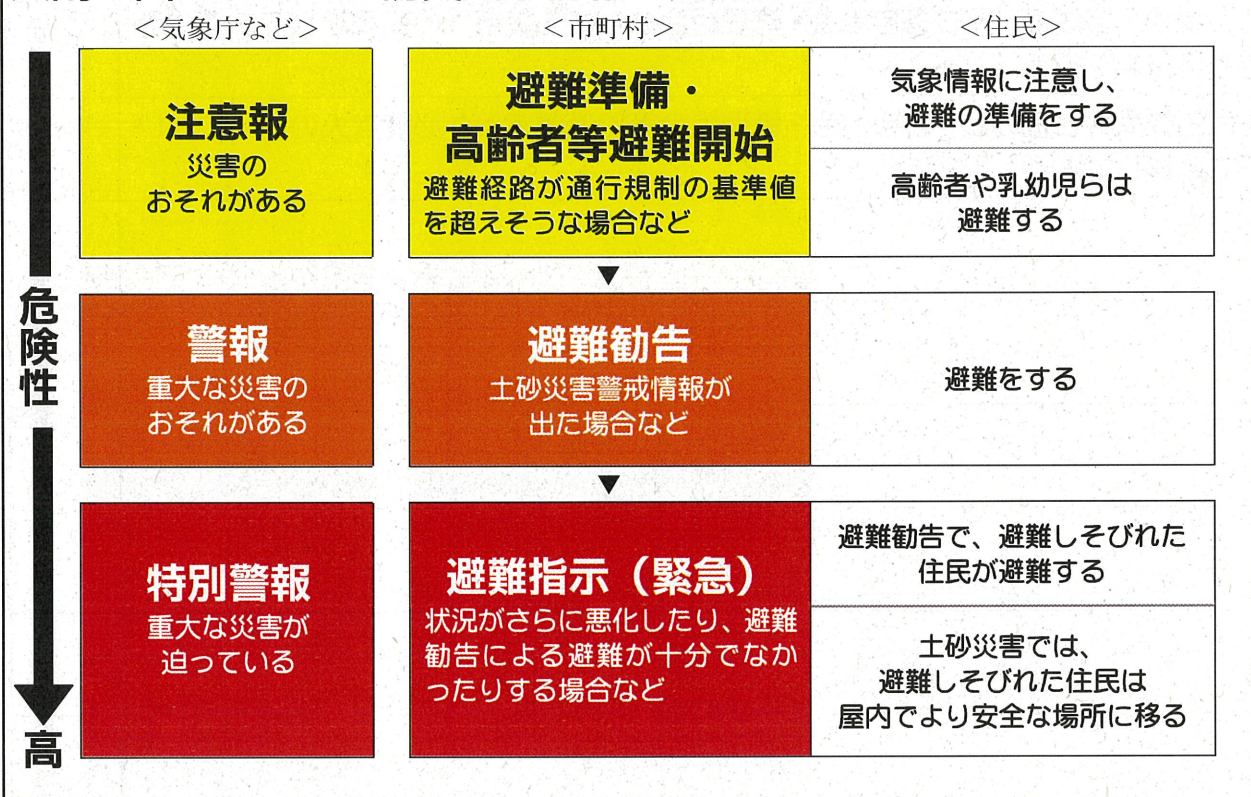 ＜気象庁など＞
＜市町村＞
＜住民＞
危険性
高
注意報
災害の
おそれがある
避難準備・
高齢者等避難開始
避難経路が通行規制の基準値
を超えそうな場合など
気象情報に注意し、
避難の準備をする
高齢者や乳幼児らは
避難する
▼
警報
重大な災害の
おそれがある
避難勧告
土砂災害警戒情報が
出た場合など
避難をする
▼
特別警報
重大な災害が
迫っている
避難指示（緊急）
状況がさらに悪化したり、避難
勧告による避難が十分でなか
ったりする場合など
避難勧告で、避難しそびれた
住民が避難する
土砂災害では、
避難しそびれた住民は
屋内でより安全な場所に移る